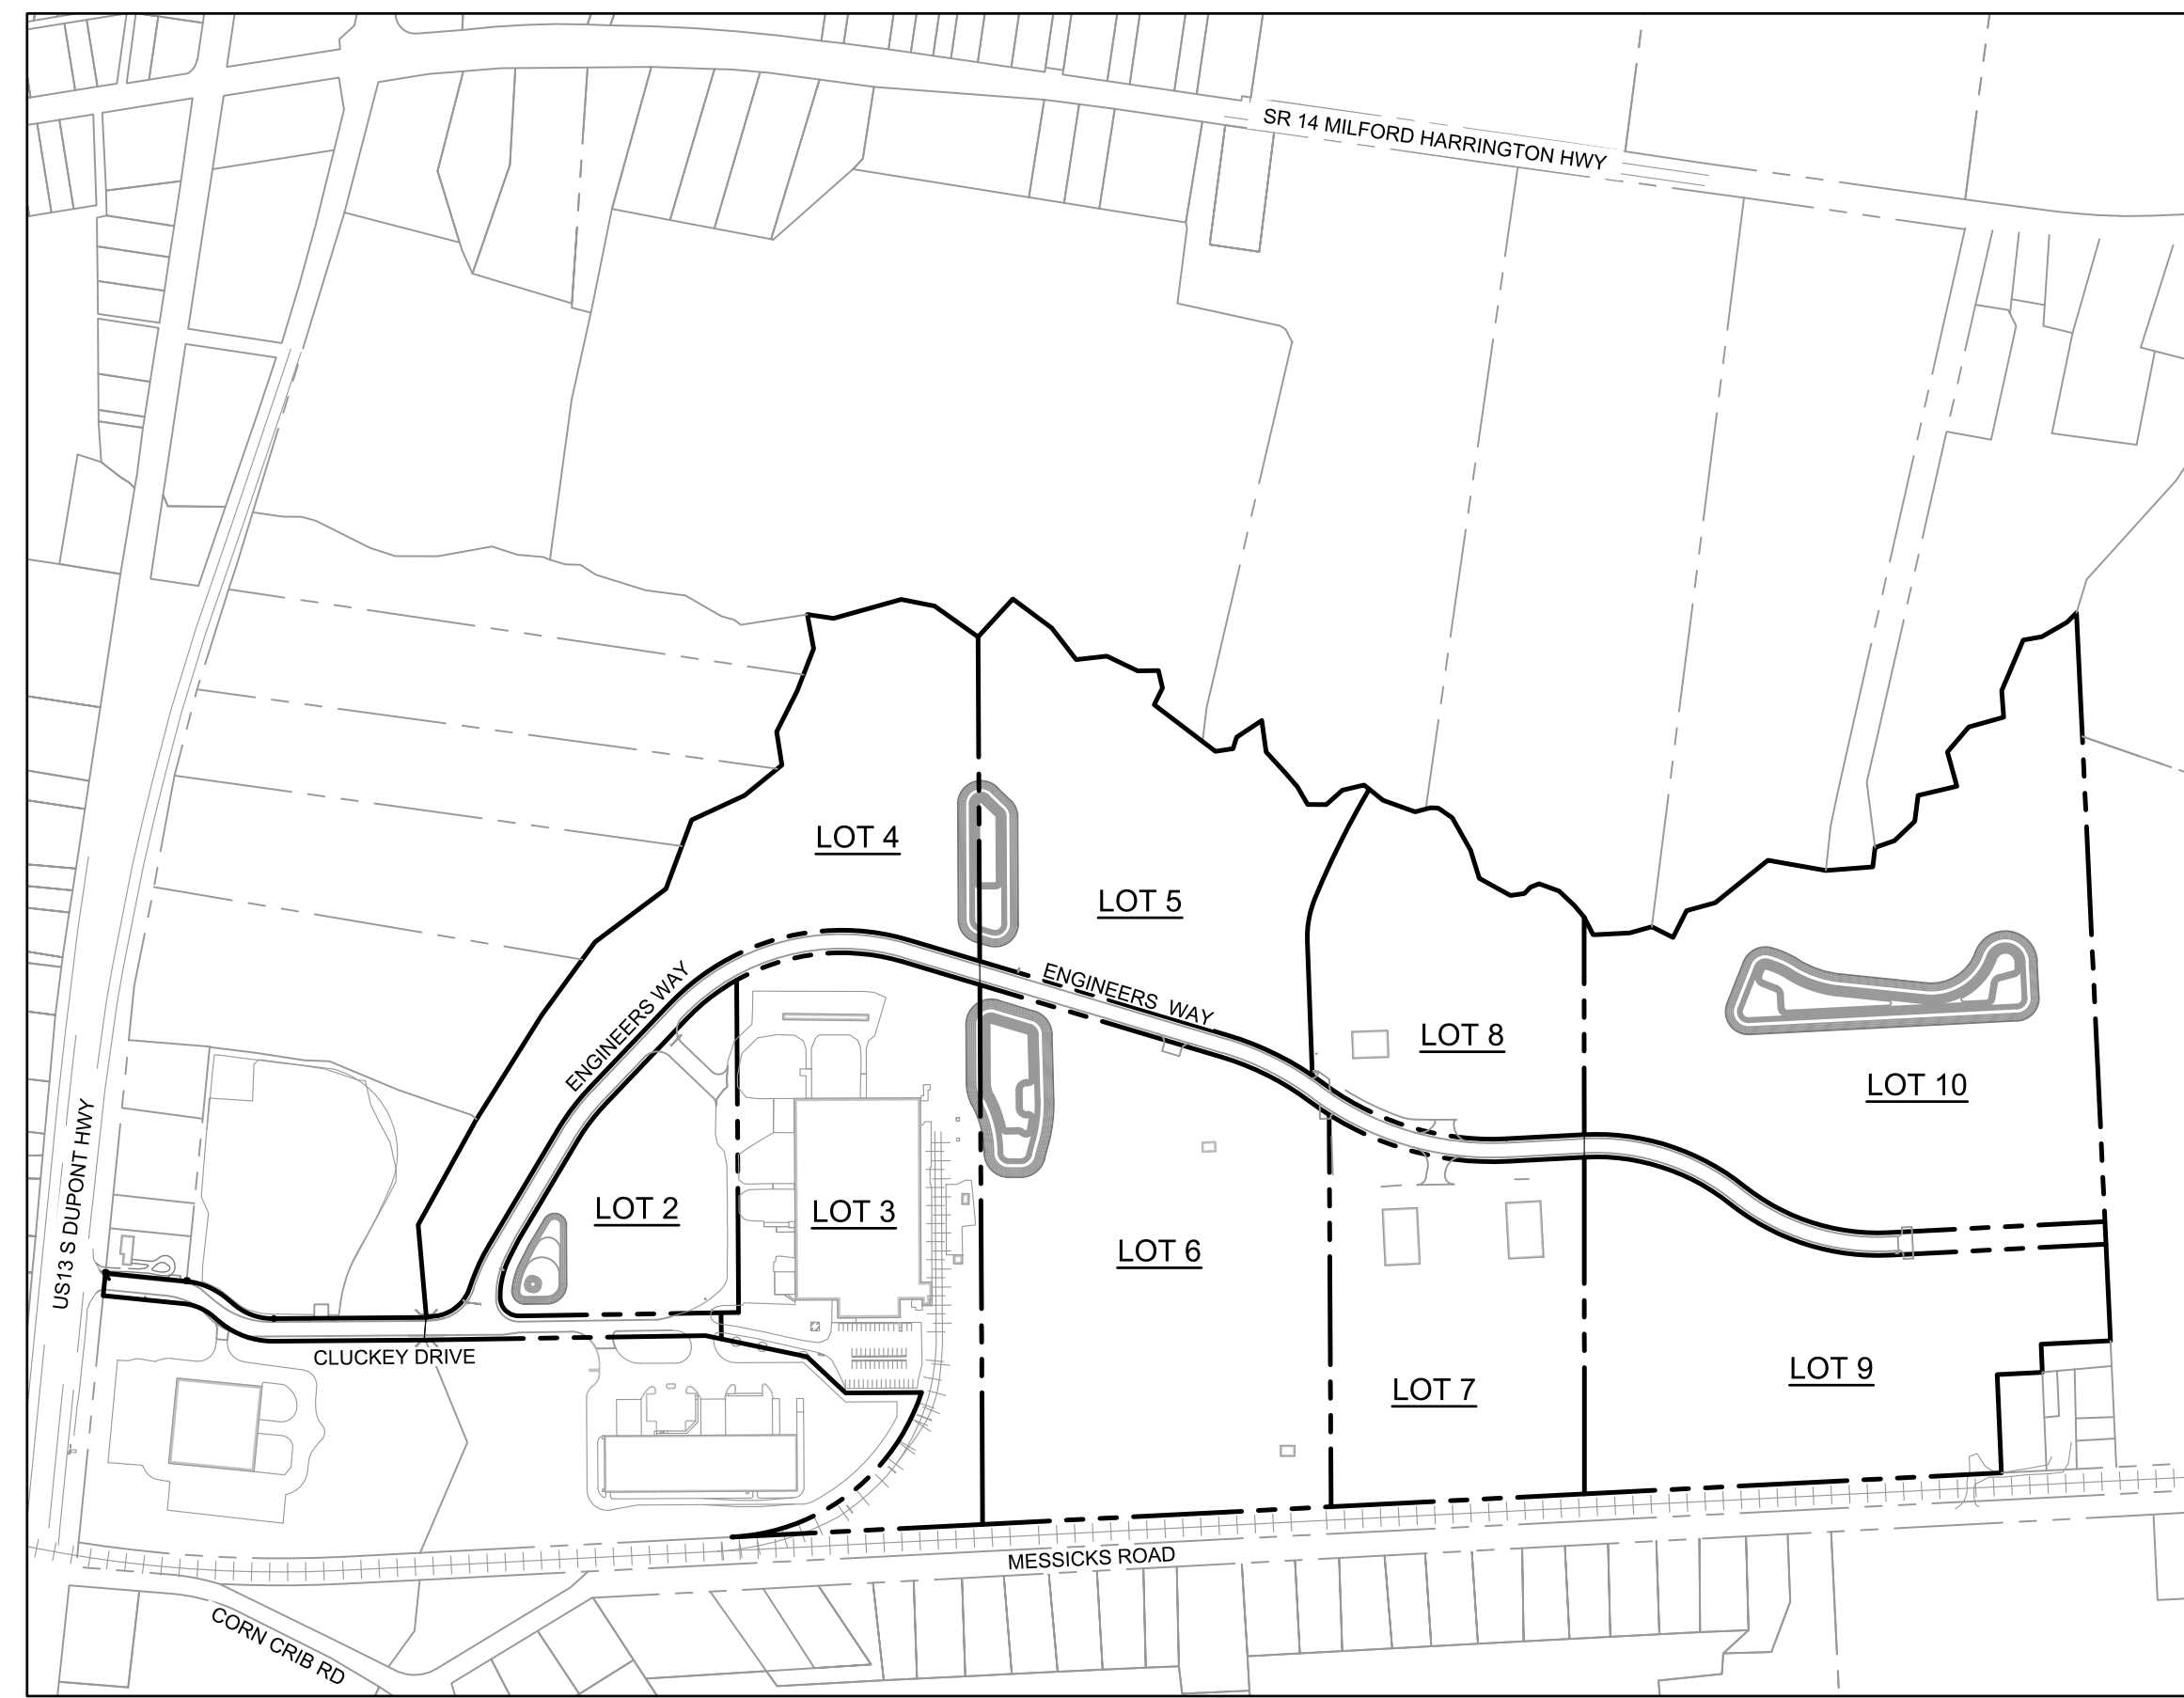 SR 14 MILFORD HARRINGTON HWY
LOT 4
LOT 5
ENGINEERS WAY
ENGINEERS WAY
LOT 8
LOT 10
US13 S DUPONT HWY
LOT 2
LOT 3
LOT 6
CLUCKEY DRIVE
LOT 7
LOT 9
MESSICKS ROAD
CORN CRIB RD